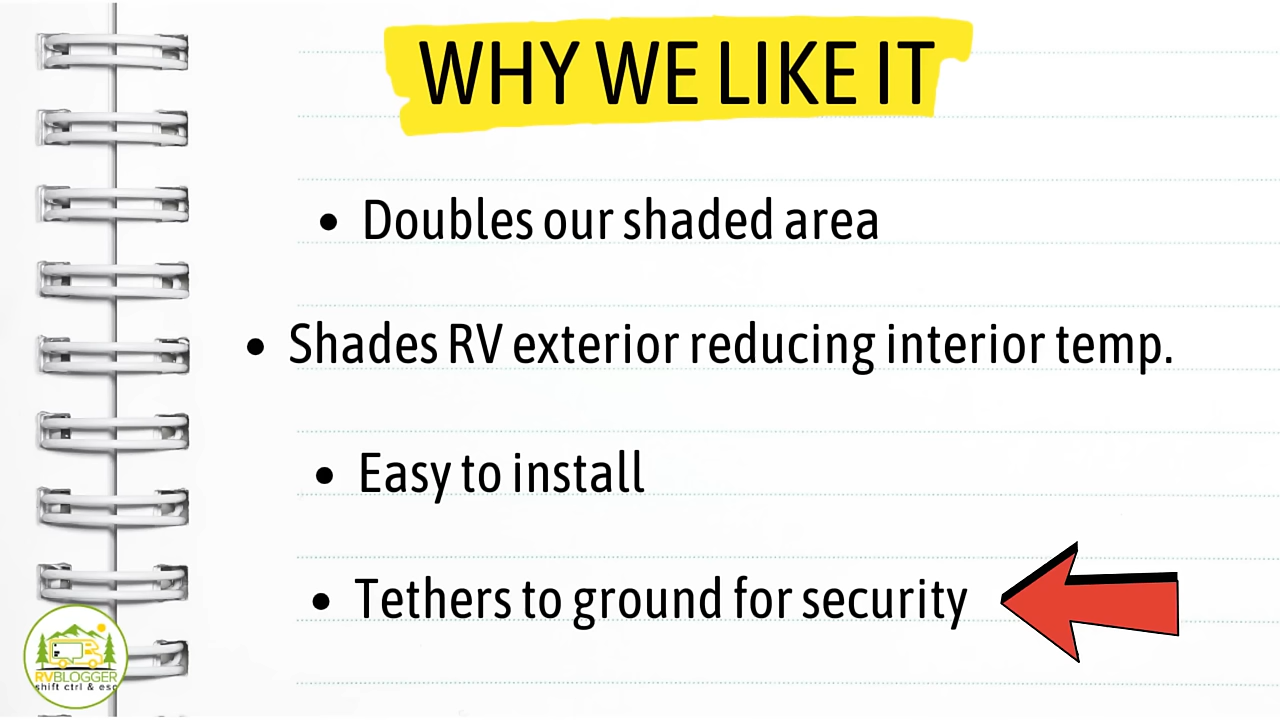 WHY WE LIKE IT
• Doubles our shaded area
• Shades RV exterior reducing interior temp.
• Easy to install
• Tethers to ground for security
RVBLOGGER
shift ctrl & esc